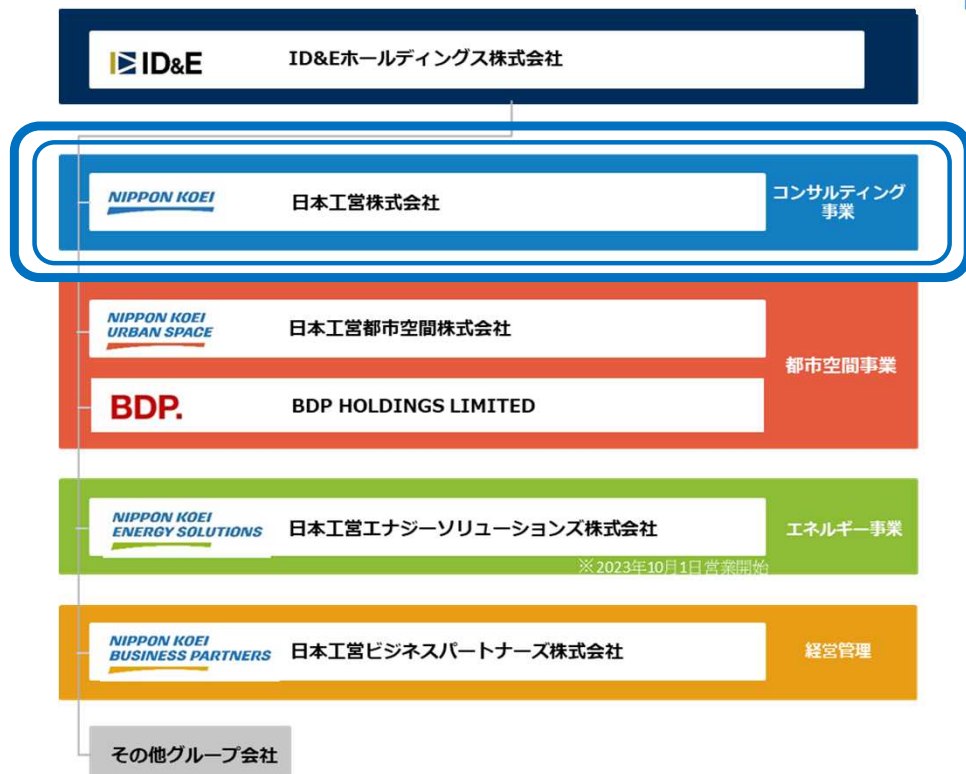 ID&E
ID&Eホールディングス株式会社
NIPPON KOEI
日本工営株式会社
コンサルティング
事業
NIPPON KOEI
URBAN SPACE
日本工営都市空間株式会社
都市空間事業
BDP.
BDP HOLDINGS LIMITED
NIPPON KOEI
ENERGY SOLUTIONS
日本工営エナジーソリューションズ株式会社
エネルギー事業
※2023年10月1日営業開始
NIPPON KOEI
BUSINESS PARTNERS
日本工営ビジネスパートナーズ株式会社
経営管理
その他グループ会社